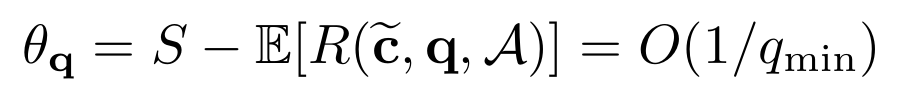 θ_𝐪 = S − 𝔼[R(𝐜̃, 𝐪, 𝒜)] = O(1/q_min)